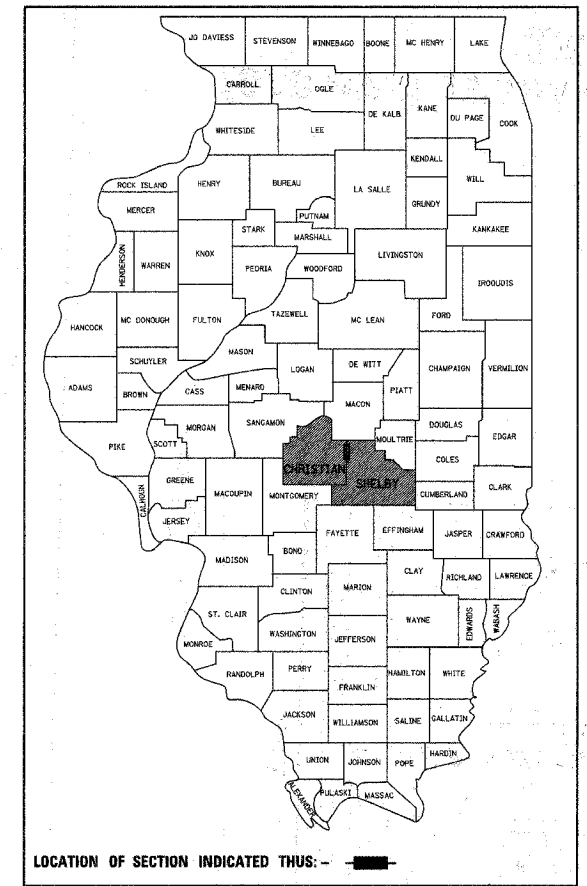 JO DAVIESS STEVENSON WINNEBAGO BOONE MC HENRY LAKE
CARROLL OGLE DE KALB KANE DU PAGE COOK
WHITESIDE LEE KENDALL WILL
ROCK ISLAND HENRY BUREAU LA SALLE GRUNDY
MERCER PUTNAM KANKAKEE
STARK MARSHALL LIVINGSTON
HENDERSON WARREN KNOX PEORIA WOODFORD IROQUOIS
HANCOCK MC DONOUGH FULTON TAZEWELL MC LEAN FORD
SCHUYLER MASON LOGAN DE WITT CHAMPAIGN VERMILION
ADAMS BROWN CASS MENARD PIATT
MACON
MORGAN SANGAMON DOUGLAS EDGAR
PIKE SCOTT CHRISTIAN MOULTRIE COLES
GREENE MACOUPIN SHELBY CUMBERLAND CLARK
CALHOUN MONTGOMERY
JERSEY FAYETTE EFFINGHAM JASPER CRAWFORD
MADISON BOND
CLAY RICHLAND LAWRENCE
CLINTON MARION
ST. CLAIR WAYNE EDWARDS WABASH
WASHINGTON JEFFERSON
MONROE
RANDOLPH PERRY HAMILTON WHITE
FRANKLIN
JACKSON WILLIAMSON SALINE GALLATIN
UNION JOHNSON POPE HARDIN
ALEXANDER PULASKI MASSAC
LOCATION OF SECTION INDICATED THUS: -